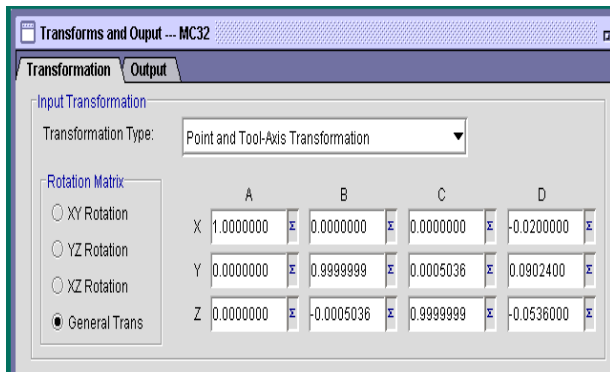 Transforms and Ouput --- MC32
Transformation Output
Input Transformation
Transformation Type: Point and Tool-Axis Transformation
Rotation Matrix
XY Rotation
YZ Rotation
XZ Rotation
General Trans
A B C D
X 1.0000000 Σ 0.0000000 Σ 0.0000000 Σ -0.0200000 Σ
Y 0.0000000 Σ 0.9999999 Σ 0.0005036 Σ 0.0902400 Σ
Z 0.0000000 Σ -0.0005036 Σ 0.9999999 Σ -0.0536000 Σ